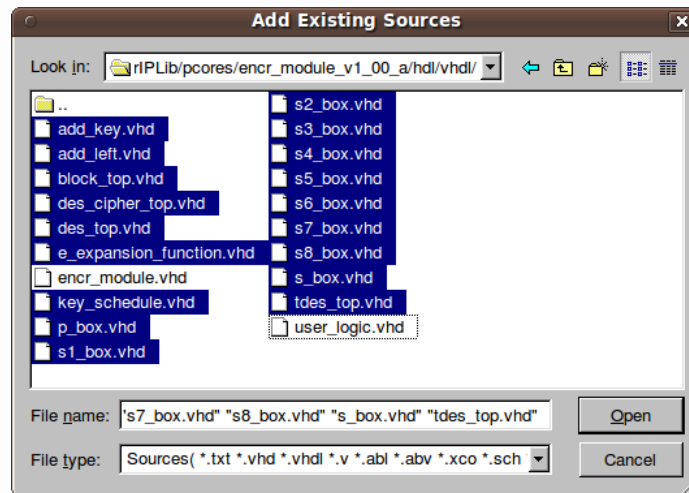 Add Existing Sources
Look in: rIPLib/pcores/encr_module_v1_00_a/hdl/vhdl/
..
add_key.vhd
add_left.vhd
block_top.vhd
des_cipher_top.vhd
des_top.vhd
e_expansion_function.vhd
encr_module.vhd
key_schedule.vhd
p_box.vhd
s1_box.vhd
s2_box.vhd
s3_box.vhd
s4_box.vhd
s5_box.vhd
s6_box.vhd
s7_box.vhd
s8_box.vhd
s_box.vhd
tdes_top.vhd
user_logic.vhd
File name: 's7_box.vhd" "s8_box.vhd" "s_box.vhd" "tdes_top.vhd" Open
File type: Sources( *.txt *.vhd *.vhdl *.v *.abl *.abv *.xco *.sch Cancel